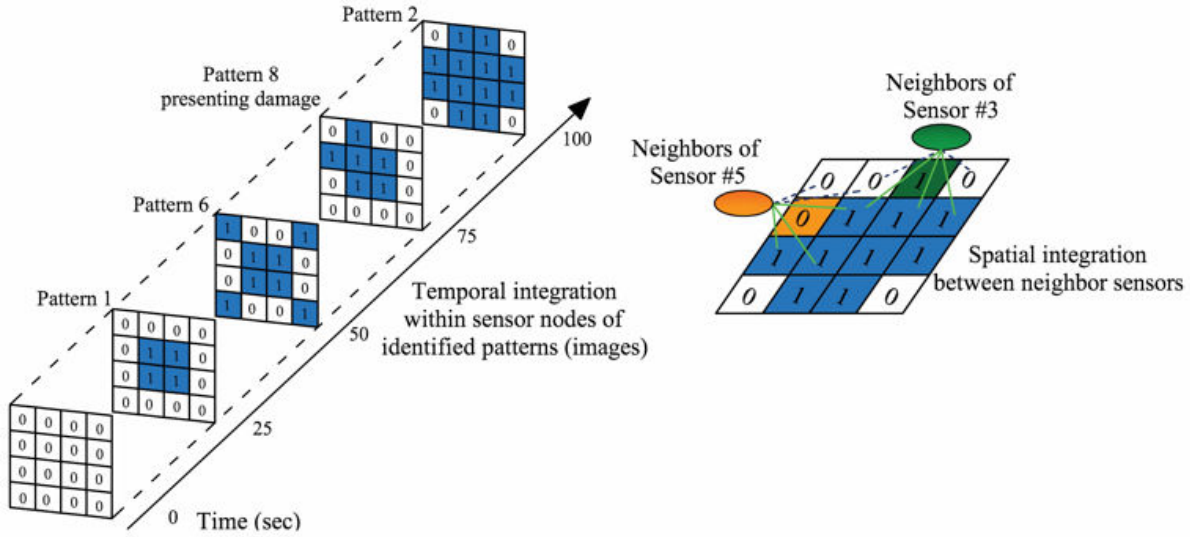 Pattern 2
0 1 1 0
1 1 1 1
1 1 1 1
0 1 1 0
Pattern 8
presenting damage
0 1 0 0
1 1 1 0
0 1 1 0
0 0 0 0
Pattern 6
1 0 0 1
0 1 1 0
0 1 1 0
1 0 0 1
Pattern 1
0 0 0 0
0 1 1 0
0 1 1 0
0 0 0 0
0 0 0 0
0 0 0 0
0 0 0 0
0 0 0 0
0
25
50
75
100
Time (sec)
Temporal integration
within sensor nodes of
identified patterns (images)
Neighbors of
Sensor #3
Neighbors of
Sensor #5
0 0 1 0
0 1 1 1
1 1 1 1
0 1 1 0
Spatial integration
between neighbor sensors